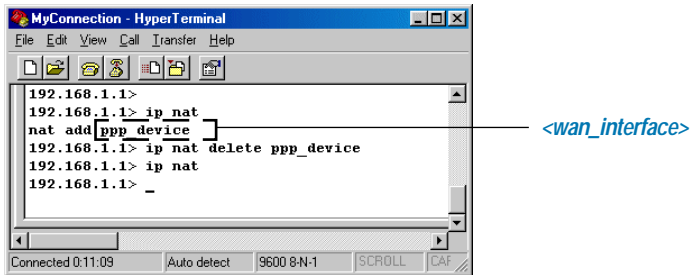 MyConnection - HyperTerminal
File Edit View Call Transfer Help
192.168.1.1>
192.168.1.1> ip nat
nat add ppp_device
<wan_interface>
192.168.1.1> ip nat delete ppp_device
192.168.1.1> ip nat
192.168.1.1> _
Connected 0:11:09 Auto detect 9600 8-N-1 SCROLL CAP